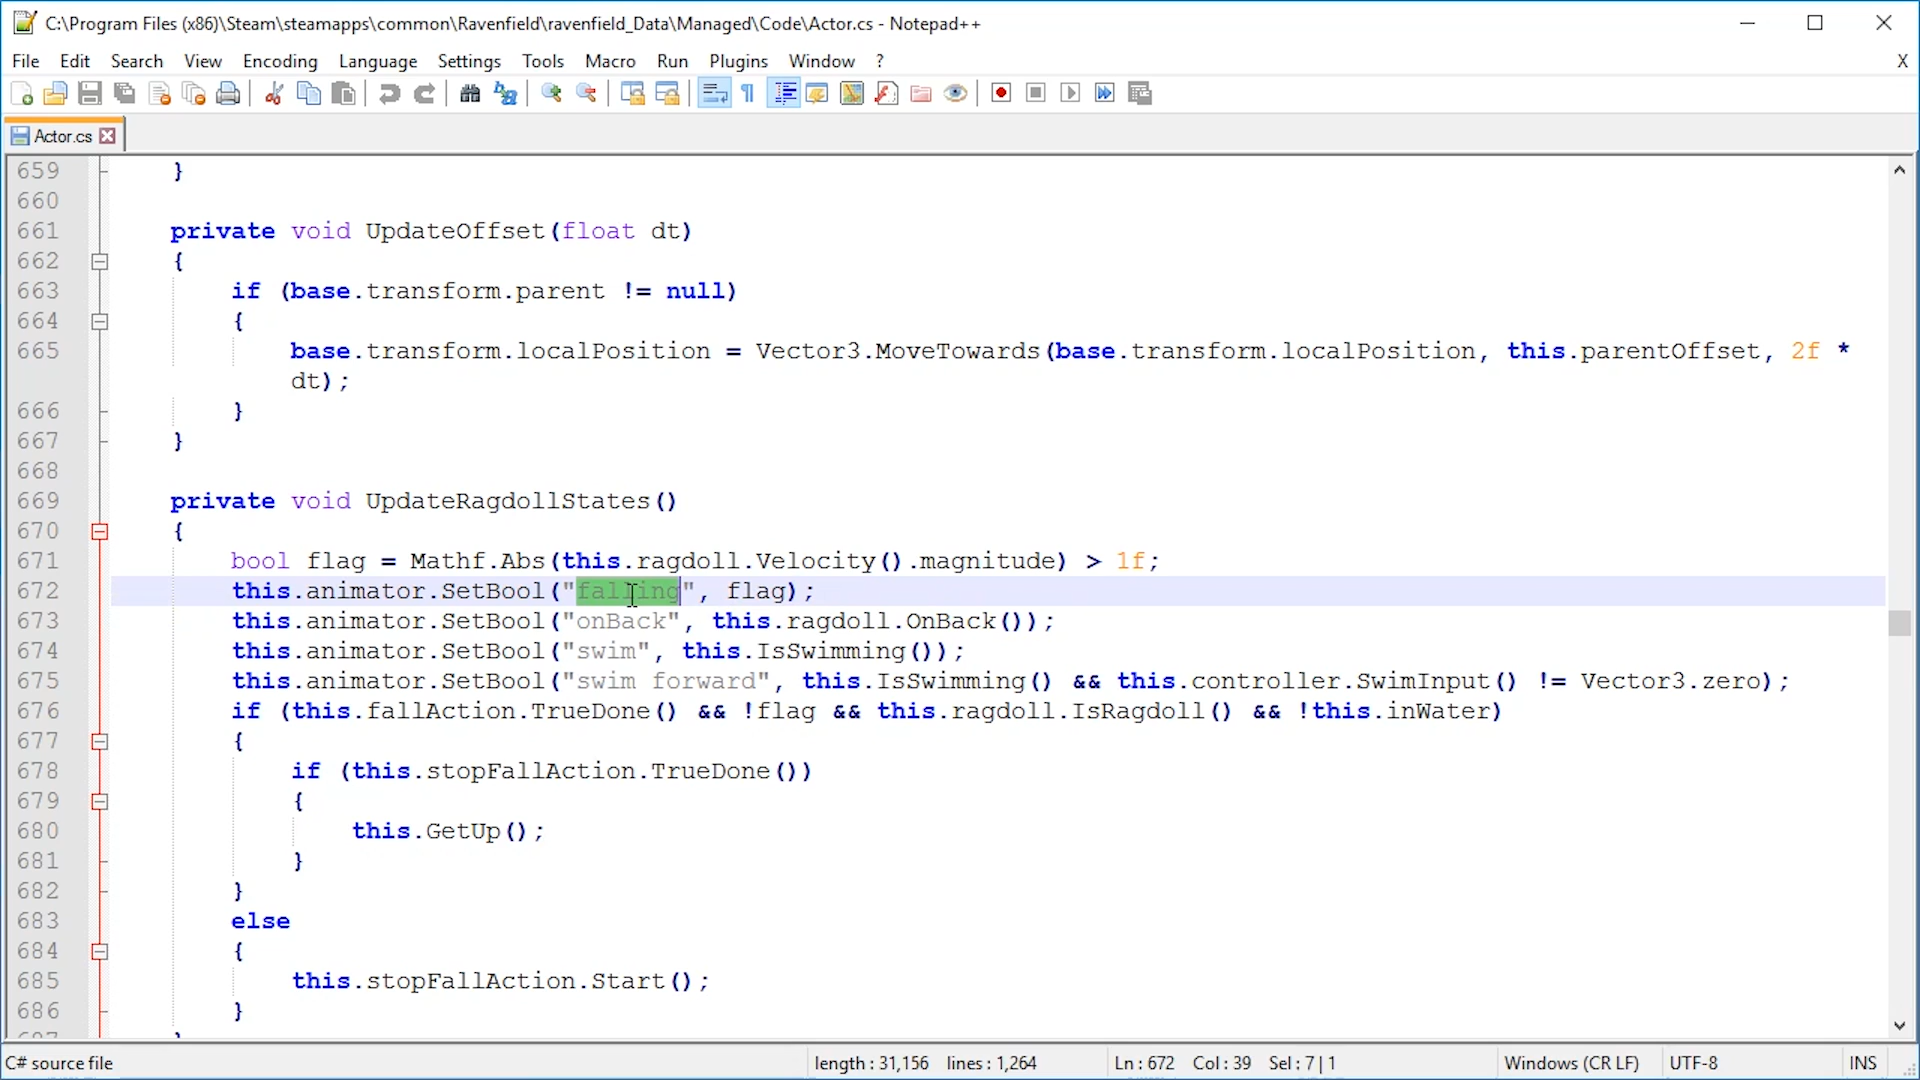 C:\Program Files (x86)\Steam\steamapps\common\Ravenfield\ravenfield_Data\Managed\Code\Actor.cs - Notepad++
File Edit Search View Encoding Language Settings Tools Macro Run Plugins Window ? X
Actor.cs
659 }
660
661 private void UpdateOffset(float dt)
662 {
663 if (base.transform.parent != null)
664 {
665 base.transform.localPosition = Vector3.MoveTowards(base.transform.localPosition, this.parentOffset, 2f *
dt);
666 }
667 }
668
669 private void UpdateRagdollStates()
670 {
671 bool flag = Mathf.Abs(this.ragdoll.Velocity().magnitude) > 1f;
672 this.animator.SetBool("falling", flag);
673 this.animator.SetBool("onBack", this.ragdoll.OnBack());
674 this.animator.SetBool("swim", this.IsSwimming());
675 this.animator.SetBool("swim forward", this.IsSwimming() && this.controller.SwimInput() != Vector3.zero);
676 if (this.fallAction.TrueDone() && !flag && this.ragdoll.IsRagdoll() && !this.inWater)
677 {
678 if (this.stopFallAction.TrueDone())
679 {
680 this.GetUp();
681 }
682 }
683 else
684 {
685 this.stopFallAction.Start();
686 }
C# source file length : 31,156 lines : 1,264 Ln : 672 Col : 39 Sel : 7 | 1 Windows (CR LF) UTF-8 INS